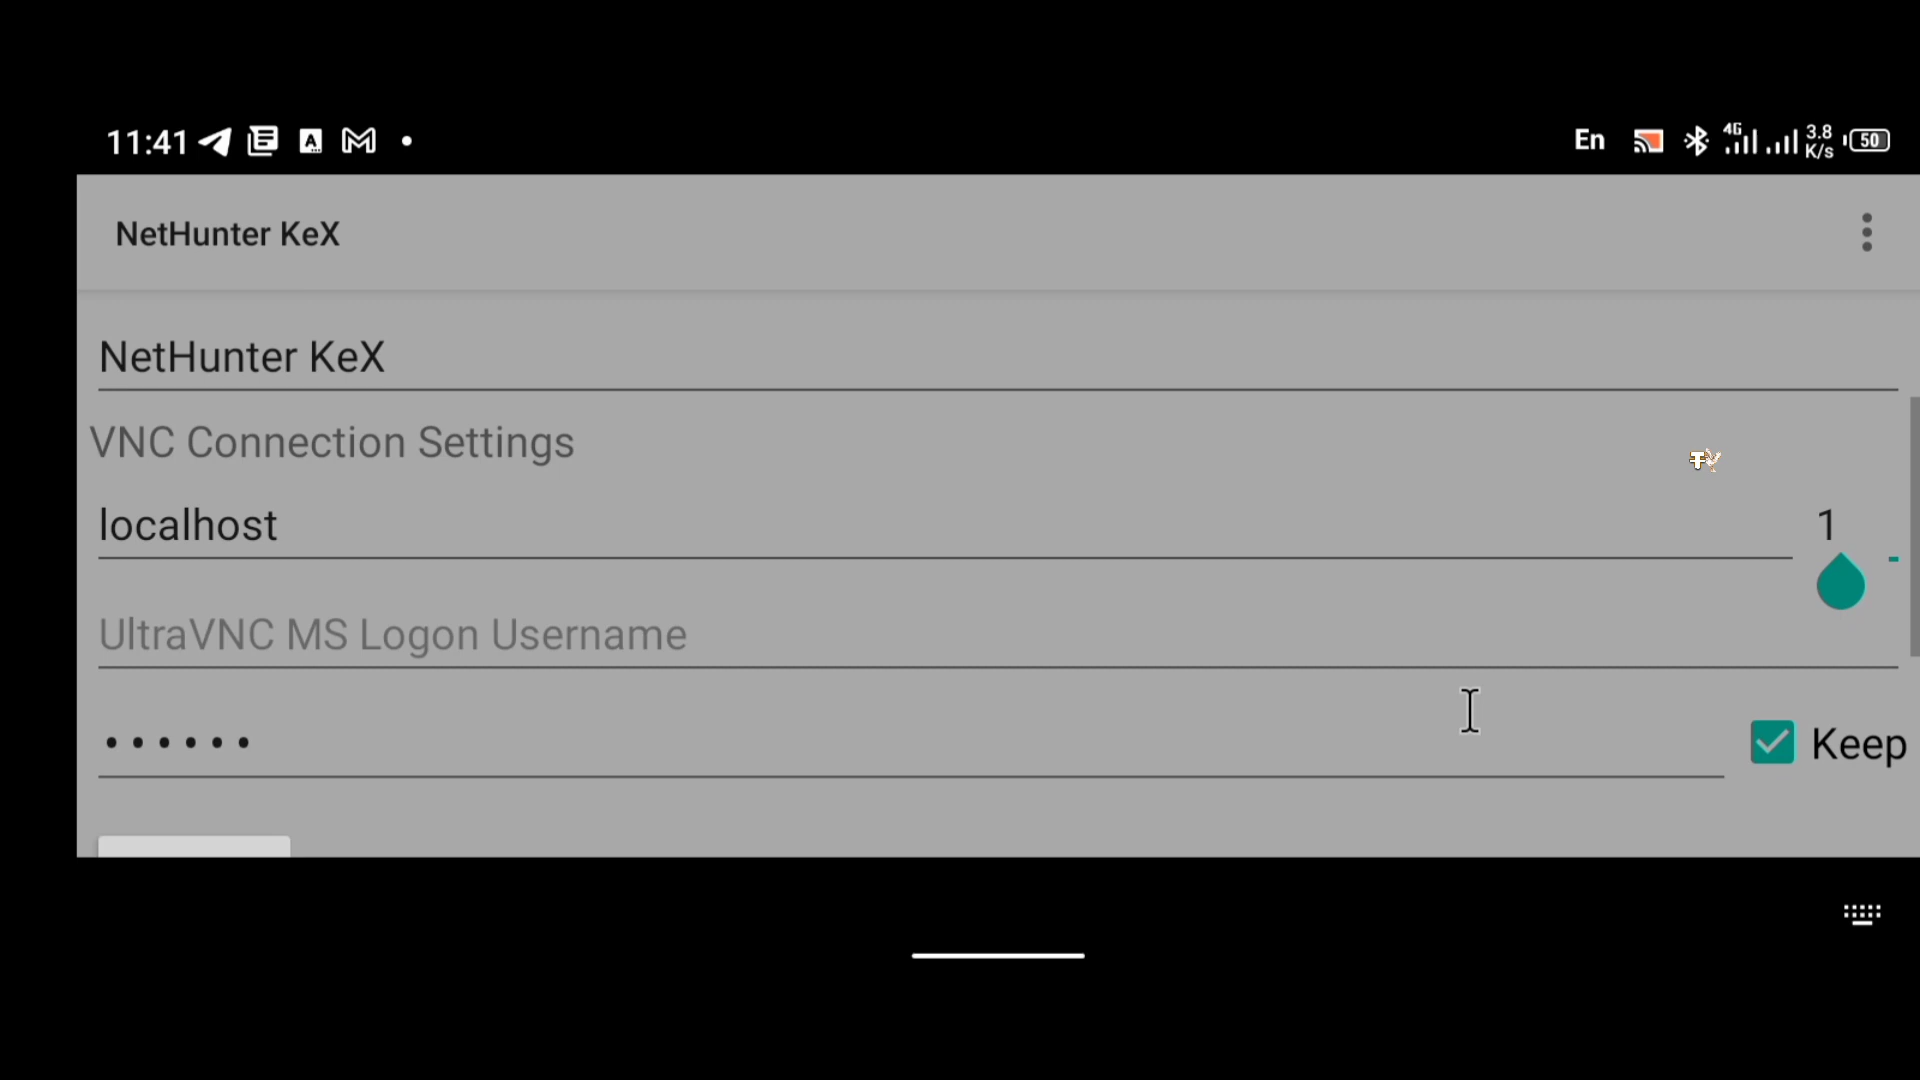 11:41
En 4G 3.8 K/s 50
NetHunter KeX
NetHunter KeX
VNC Connection Settings
localhost 1
UltraVNC MS Logon Username
•••••• Keep